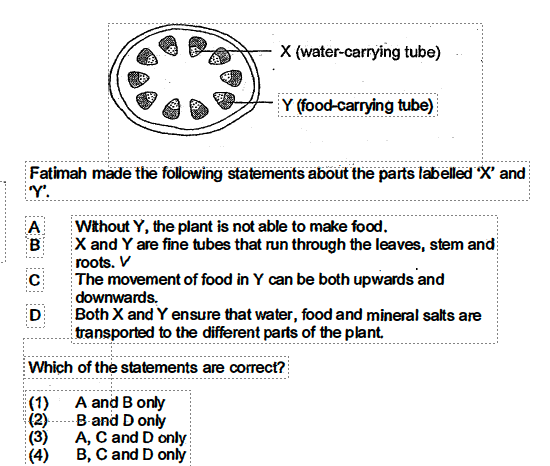 X (water-carrying tube)
Y (food-carrying tube)
Fatimah made the following statements about the parts labelled ‘X’ and
‘Y’.
A Without Y, the plant is not able to make food.
B X and Y are fine tubes that run through the leaves, stem and
roots. √
C The movement of food in Y can be both upwards and
downwards.
D Both X and Y ensure that water, food and mineral salts are
transported to the different parts of the plant.
Which of the statements are correct?
(1) A and B only
(2) B and D only
(3) A, C and D only
(4) B, C and D only